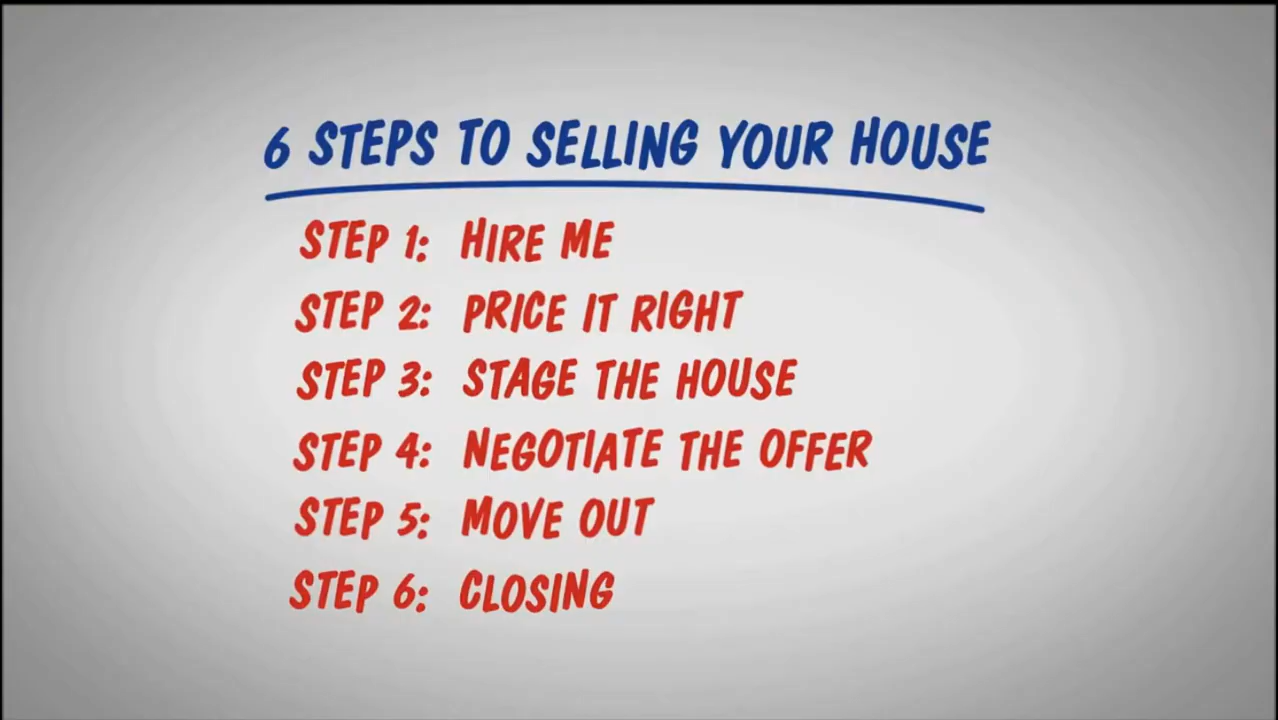 6 STEPS TO SELLING YOUR HOUSE
STEP 1: HIRE ME
STEP 2: PRICE IT RIGHT
STEP 3: STAGE THE HOUSE
STEP 4: NEGOTIATE THE OFFER
STEP 5: MOVE OUT
STEP 6: CLOSING